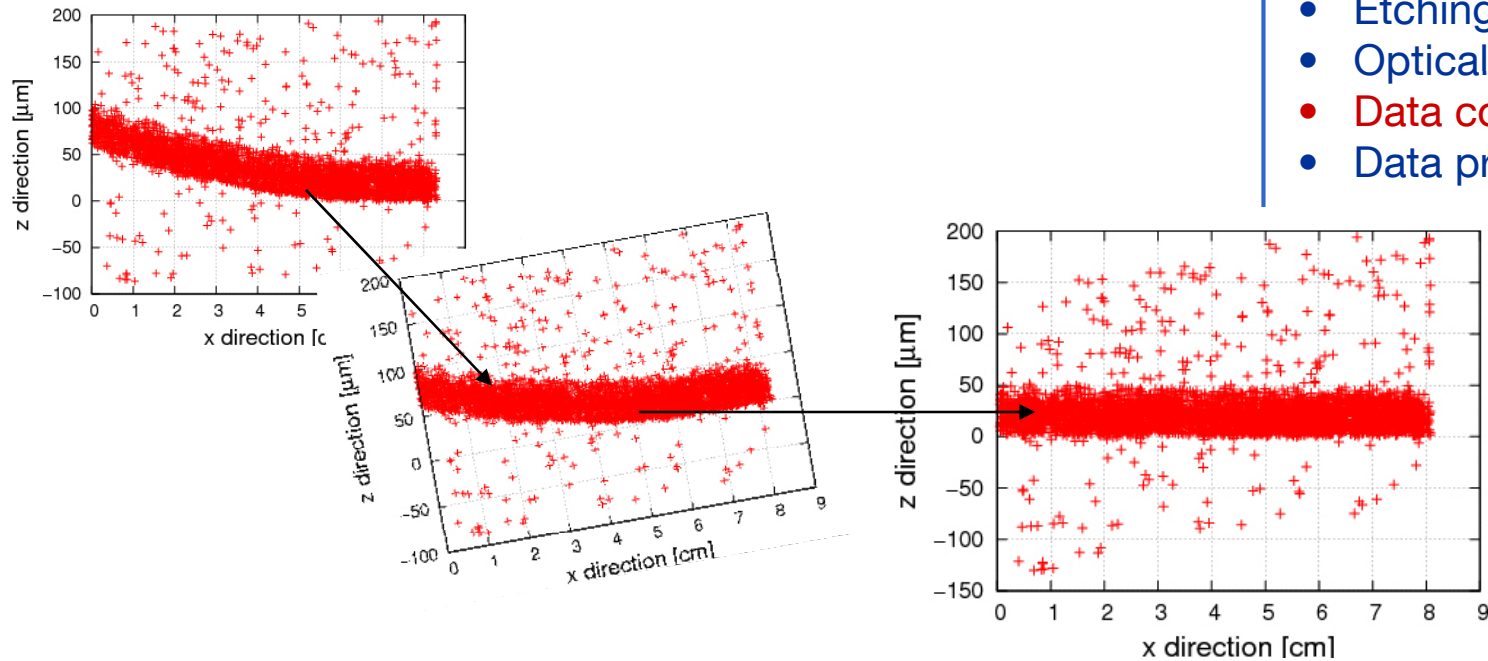 200
150
100
50
0
−50
−100
z direction [µm]
0 1 2 3 4 5
x direction [c
• Etching
• Optical
• Data co
• Data pr
200
150
100
50
0
−50
−100
z direction [µm]
0 1 2 3 4 5 6 7 8 9
x direction [cm]
200
150
100
50
0
−50
−100
−150
z direction [µm]
0 1 2 3 4 5 6 7 8 9
x direction [cm]